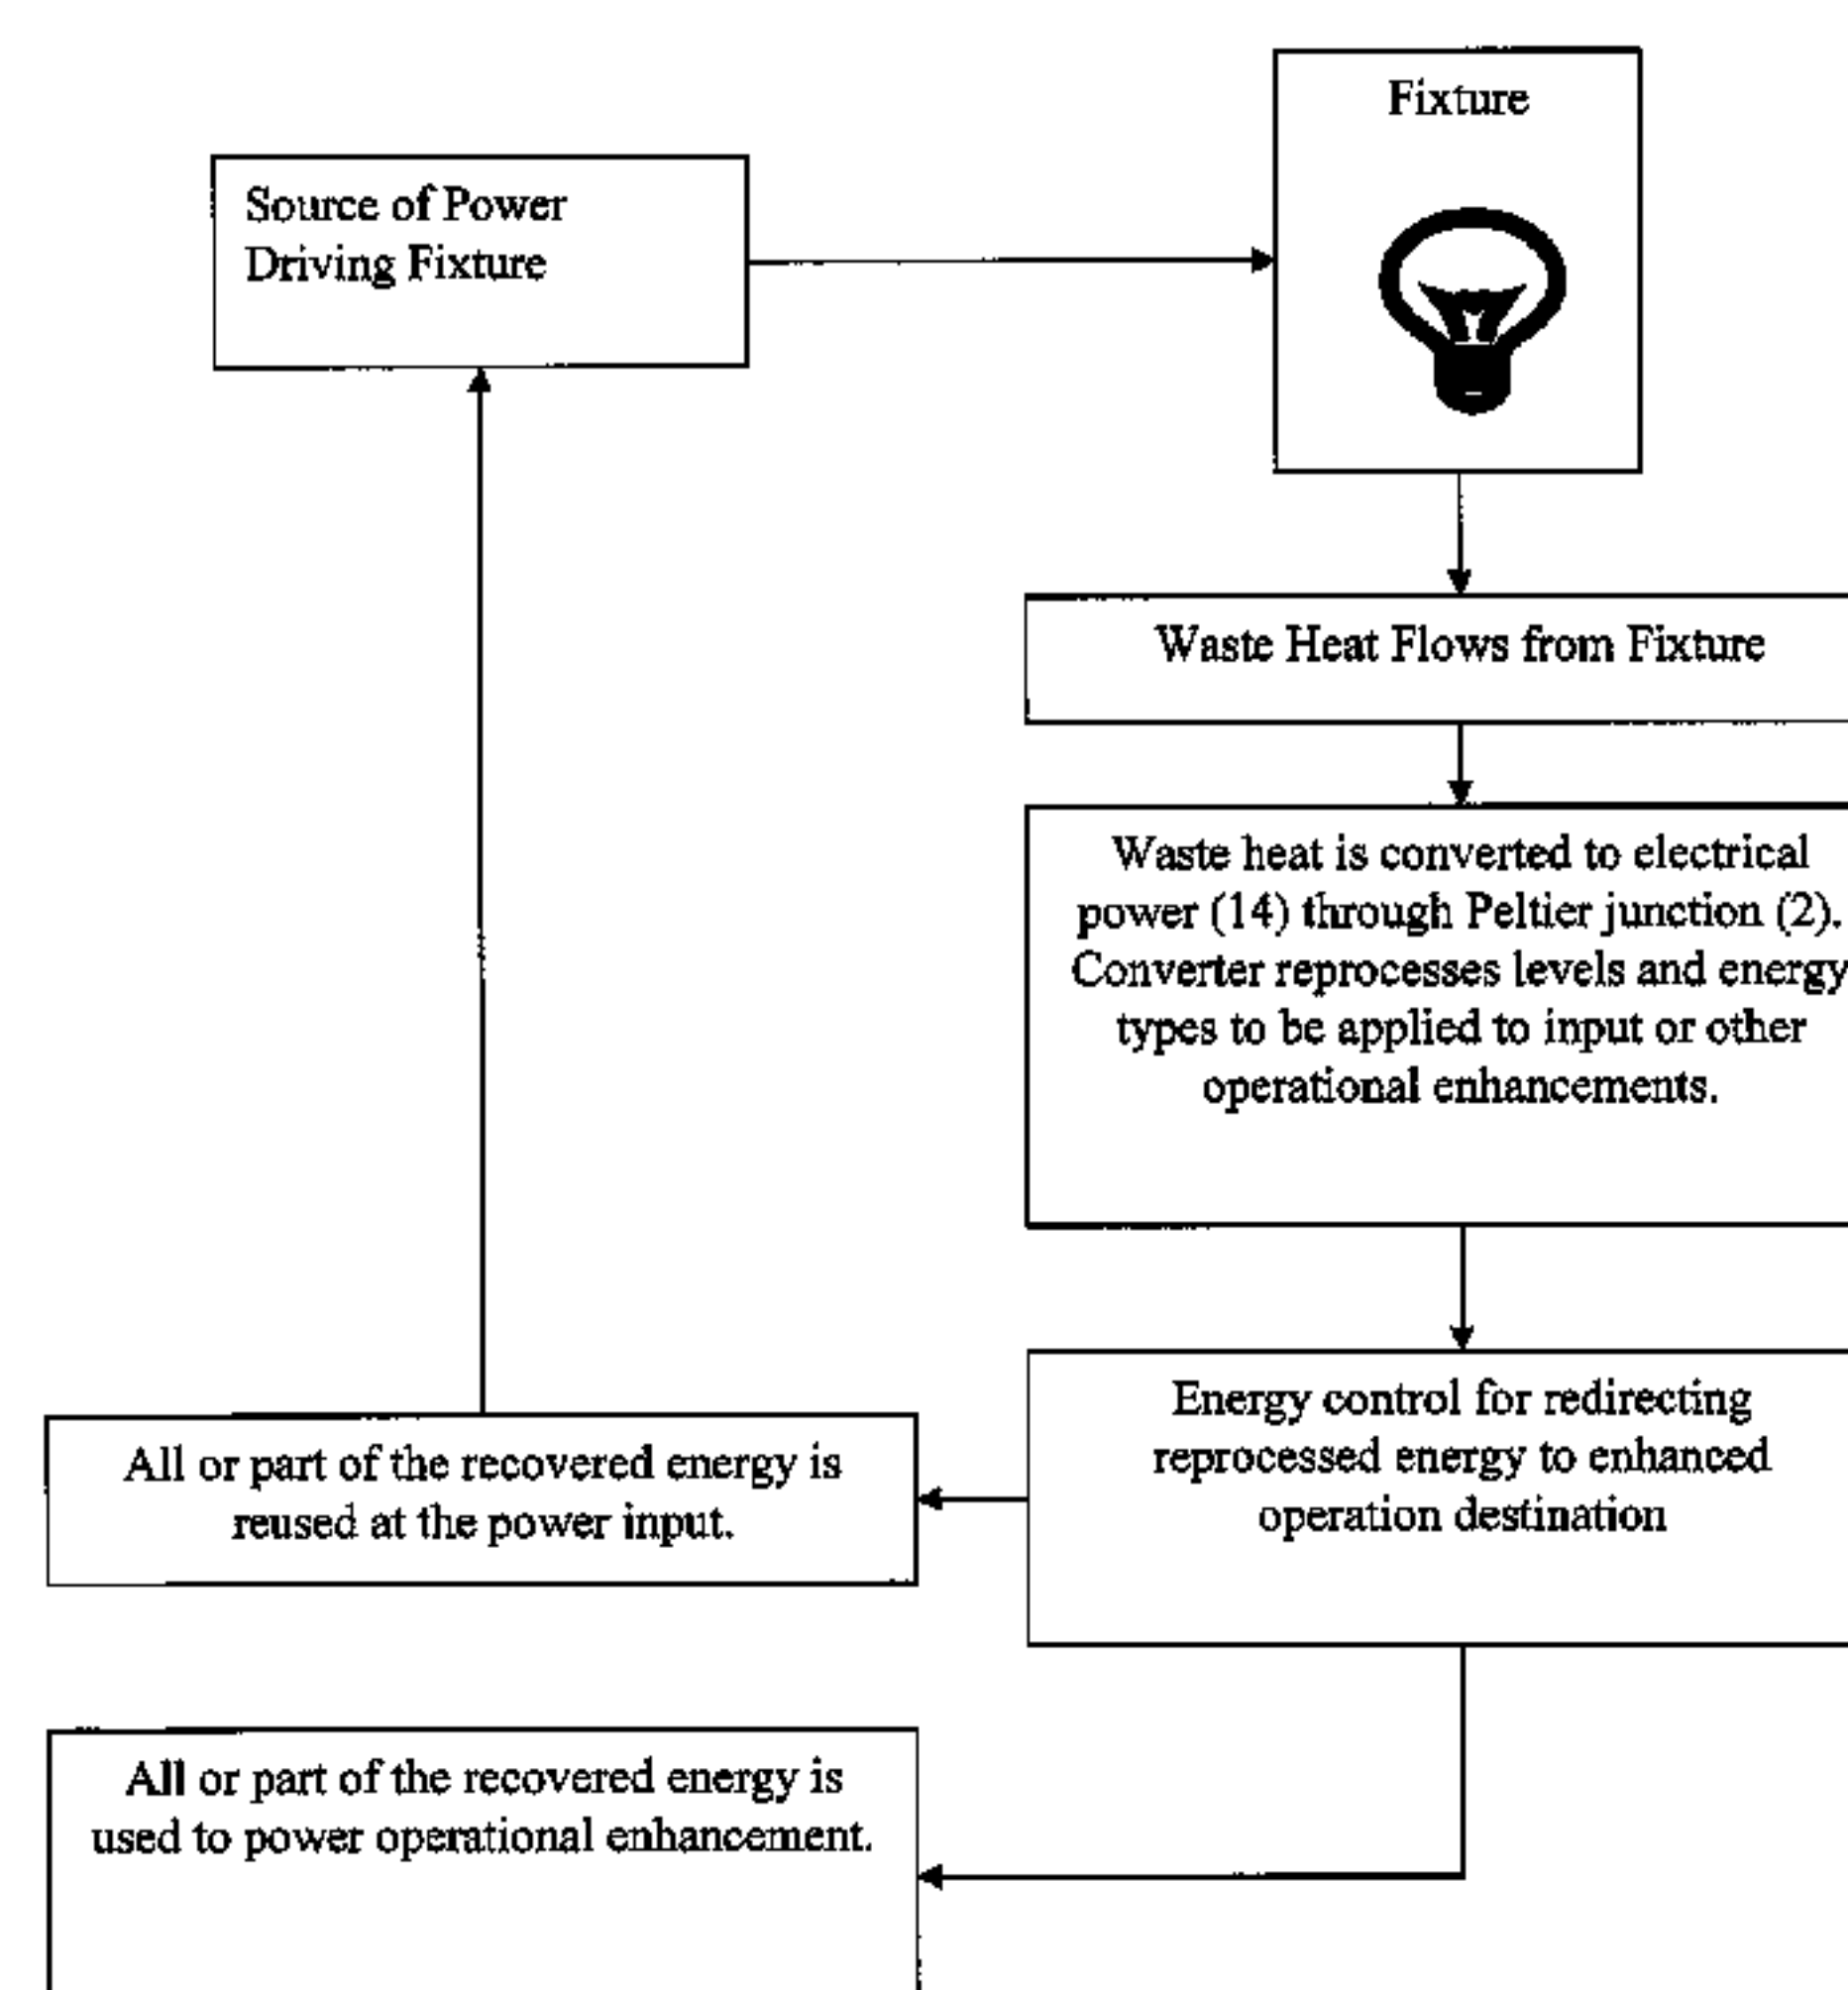 Fixture
Source of Power
Driving Fixture
Waste Heat Flows from Fixture
Waste heat is converted to electrical
power (14) through Peltier junction (2).
Converter reprocesses levels and energy
types to be applied to input or other
operational enhancements.
Energy control for redirecting
reprocessed energy to enhanced
operation destination
All or part of the recovered energy is
reused at the power input.
All or part of the recovered energy is
used to power operational enhancement.